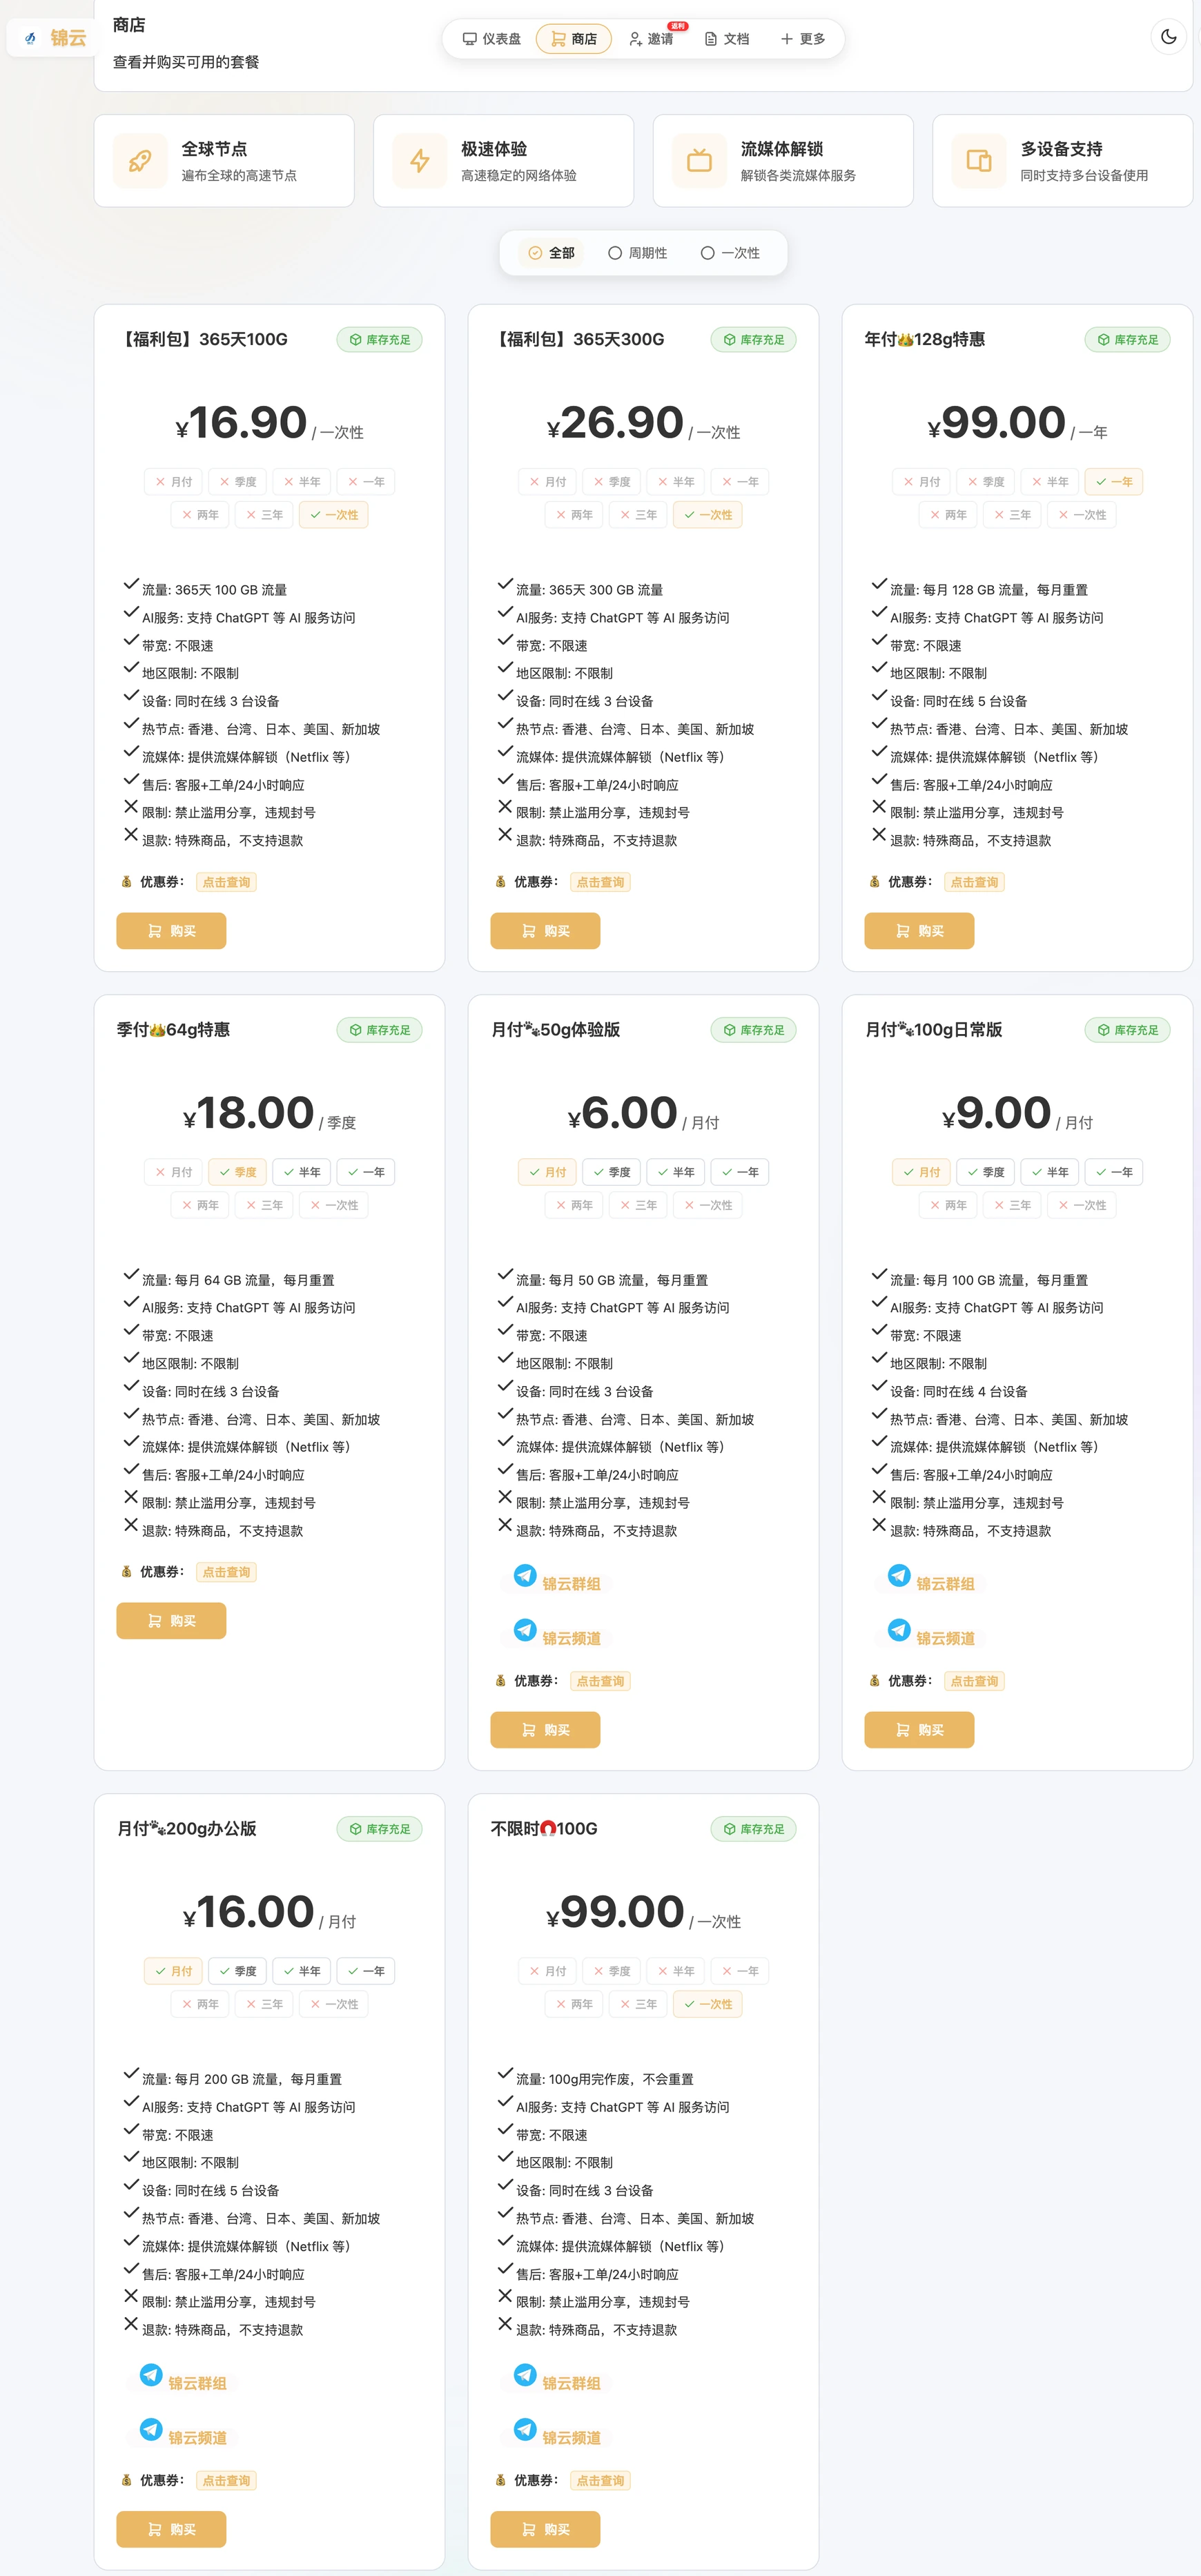 锦云
商店
查看并购买可用的套餐
仪表盘
商店
邀请
返利
文档
更多
全球节点
遍布全球的高速节点
极速体验
高速稳定的网络体验
流媒体解锁
解锁各类流媒体服务
多设备支持
同时支持多台设备使用
全部 周期性 一次性
【福利包】365天100G
库存充足
¥16.90 / 一次性
月付 季度 半年 一年
两年 三年 一次性
流量: 365天 100 GB 流量
AI服务: 支持 ChatGPT 等 AI 服务访问
带宽: 不限速
地区限制: 不限制
设备: 同时在线 3 台设备
热节点: 香港、台湾、日本、美国、新加坡
流媒体: 提供流媒体解锁（Netflix 等）
售后: 客服+工单/24小时响应
限制: 禁止滥用分享，违规封号
退款: 特殊商品，不支持退款
💰 优惠券： 点击查询
购买
【福利包】365天300G
库存充足
¥26.90 / 一次性
月付 季度 半年 一年
两年 三年 一次性
流量: 365天 300 GB 流量
AI服务: 支持 ChatGPT 等 AI 服务访问
带宽: 不限速
地区限制: 不限制
设备: 同时在线 3 台设备
热节点: 香港、台湾、日本、美国、新加坡
流媒体: 提供流媒体解锁（Netflix 等）
售后: 客服+工单/24小时响应
限制: 禁止滥用分享，违规封号
退款: 特殊商品，不支持退款
💰 优惠券： 点击查询
购买
年付👑128g特惠
库存充足
¥99.00 / 一年
月付 季度 半年 一年
两年 三年 一次性
流量: 每月 128 GB 流量，每月重置
AI服务: 支持 ChatGPT 等 AI 服务访问
带宽: 不限速
地区限制: 不限制
设备: 同时在线 5 台设备
热节点: 香港、台湾、日本、美国、新加坡
流媒体: 提供流媒体解锁（Netflix 等）
售后: 客服+工单/24小时响应
限制: 禁止滥用分享，违规封号
退款: 特殊商品，不支持退款
💰 优惠券： 点击查询
购买
季付👑64g特惠
库存充足
¥18.00 / 季度
月付 季度 半年 一年
两年 三年 一次性
流量: 每月 64 GB 流量，每月重置
AI服务: 支持 ChatGPT 等 AI 服务访问
带宽: 不限速
地区限制: 不限制
设备: 同时在线 3 台设备
热节点: 香港、台湾、日本、美国、新加坡
流媒体: 提供流媒体解锁（Netflix 等）
售后: 客服+工单/24小时响应
限制: 禁止滥用分享，违规封号
退款: 特殊商品，不支持退款
💰 优惠券： 点击查询
购买
月付🐾50g体验版
库存充足
¥6.00 / 月付
月付 季度 半年 一年
两年 三年 一次性
流量: 每月 50 GB 流量，每月重置
AI服务: 支持 ChatGPT 等 AI 服务访问
带宽: 不限速
地区限制: 不限制
设备: 同时在线 3 台设备
热节点: 香港、台湾、日本、美国、新加坡
流媒体: 提供流媒体解锁（Netflix 等）
售后: 客服+工单/24小时响应
限制: 禁止滥用分享，违规封号
退款: 特殊商品，不支持退款
锦云群组
锦云频道
💰 优惠券： 点击查询
购买
月付🐾100g日常版
库存充足
¥9.00 / 月付
月付 季度 半年 一年
两年 三年 一次性
流量: 每月 100 GB 流量，每月重置
AI服务: 支持 ChatGPT 等 AI 服务访问
带宽: 不限速
地区限制: 不限制
设备: 同时在线 4 台设备
热节点: 香港、台湾、日本、美国、新加坡
流媒体: 提供流媒体解锁（Netflix 等）
售后: 客服+工单/24小时响应
限制: 禁止滥用分享，违规封号
退款: 特殊商品，不支持退款
锦云群组
锦云频道
💰 优惠券： 点击查询
购买
月付🐾200g办公版
库存充足
¥16.00 / 月付
月付 季度 半年 一年
两年 三年 一次性
流量: 每月 200 GB 流量，每月重置
AI服务: 支持 ChatGPT 等 AI 服务访问
带宽: 不限速
地区限制: 不限制
设备: 同时在线 5 台设备
热节点: 香港、台湾、日本、美国、新加坡
流媒体: 提供流媒体解锁（Netflix 等）
售后: 客服+工单/24小时响应
限制: 禁止滥用分享，违规封号
退款: 特殊商品，不支持退款
锦云群组
锦云频道
💰 优惠券： 点击查询
购买
不限时🧲100G
库存充足
¥99.00 / 一次性
月付 季度 半年 一年
两年 三年 一次性
流量: 100g用完作废，不会重置
AI服务: 支持 ChatGPT 等 AI 服务访问
带宽: 不限速
地区限制: 不限制
设备: 同时在线 3 台设备
热节点: 香港、台湾、日本、美国、新加坡
流媒体: 提供流媒体解锁（Netflix 等）
售后: 客服+工单/24小时响应
限制: 禁止滥用分享，违规封号
退款: 特殊商品，不支持退款
锦云群组
锦云频道
💰 优惠券： 点击查询
购买